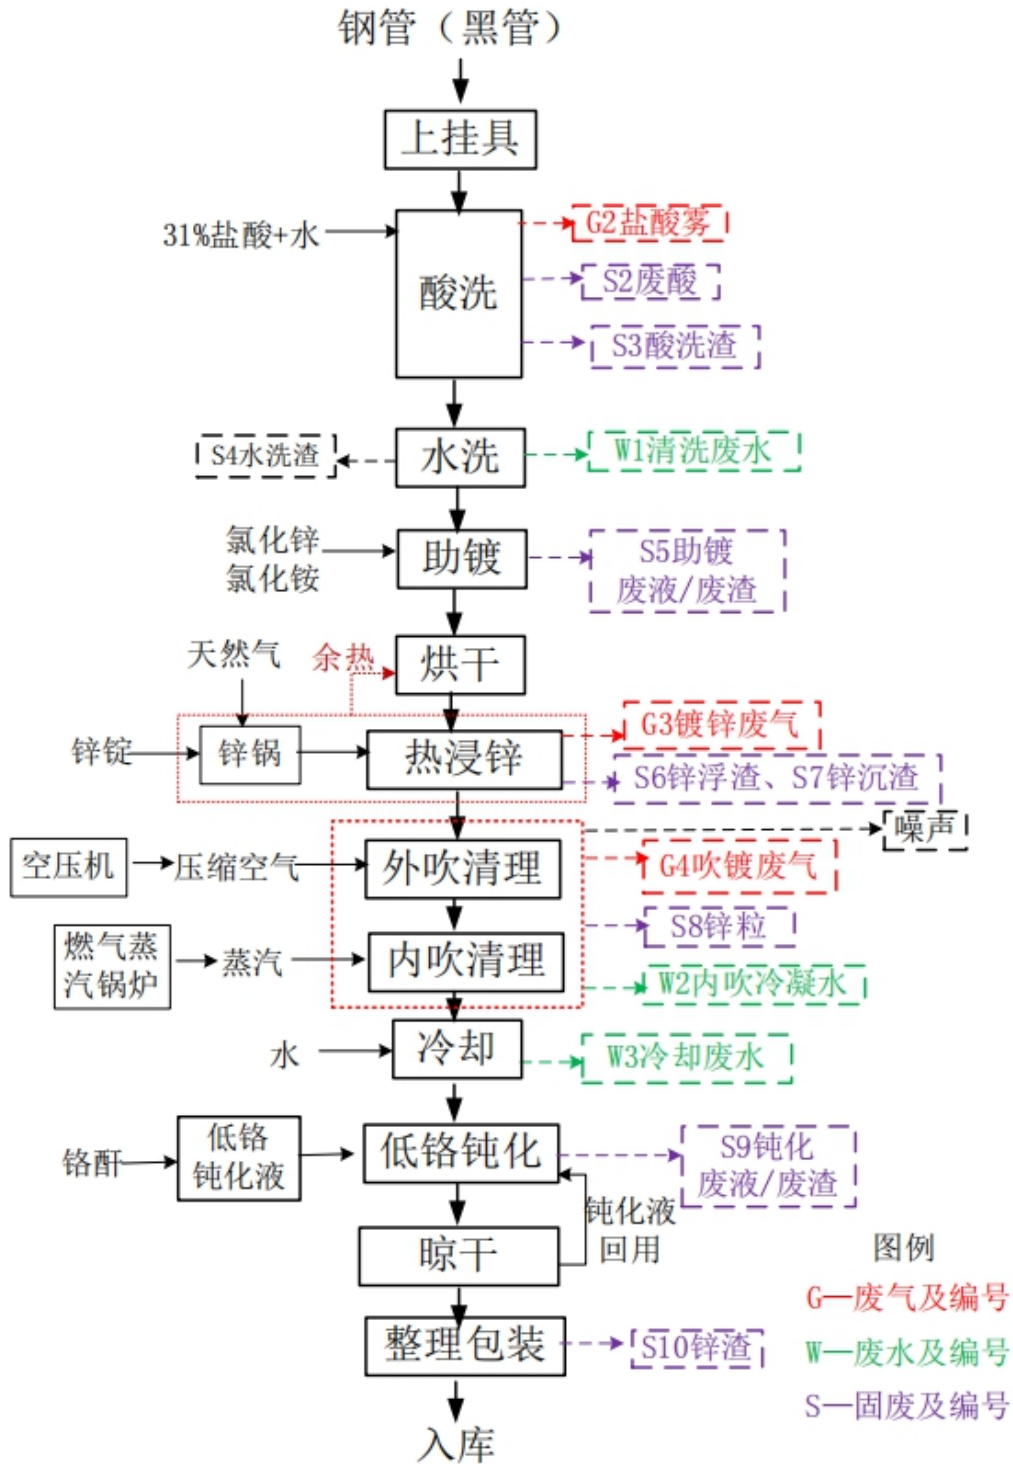 钢管（黑管）
上挂具
31%盐酸+水
酸洗
G2盐酸雾
S2废酸
S3酸洗渣
S4水洗渣
水洗
W1清洗废水
氯化锌
氯化铵
助镀
S5助镀
废液/废渣
天然气
余热
烘干
锌锭
锌锅
热浸锌
G3镀锌废气
S6锌浮渣、S7锌沉渣
噪声
空压机
压缩空气
外吹清理
G4吹镀废气
S8锌粒
燃气蒸
汽锅炉
蒸汽
内吹清理
W2内吹冷凝水
水
冷却
W3冷却废水
铬酐
低铬
钝化液
低铬钝化
S9钝化
废液/废渣
钝化液
回用
晾干
整理包装
S10锌渣
入库
图例
G—废气及编号
W—废水及编号
S—固废及编号